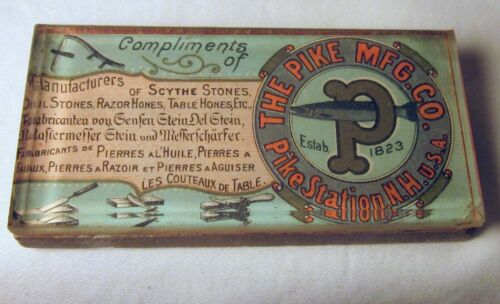 Compliments
of
Manufacturers
OF SCYTHE STONES,
OIL STONES, RAZOR HONES, TABLE HONES, ETC.
Fabricanten von Sensen Stein, Oel Stein,
Rasiermesser Stein und Messerschärfer.
FABRICANTS DE PIERRES A L'HUILE, PIERRES A
FAUX, PIERRES A RAZOIR ET PIERRES A AIGUISER
LES COUTEAUX DE TABLE.
THE PIKE MFG. CO.
P
Estab. 1823
Pike Station, N.H. U.S.A.